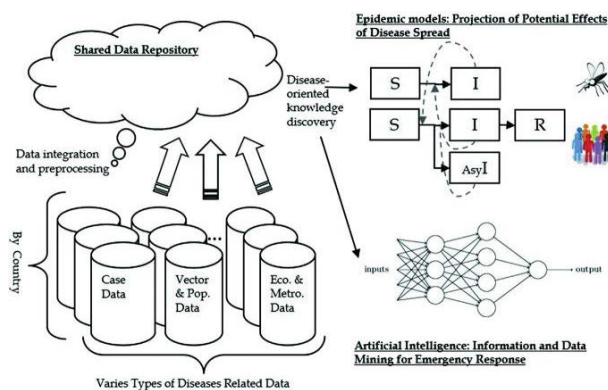 Shared Data Repository
Epidemic models: Projection of Potential Effects
of Disease Spread
Disease-
oriented
knowledge
discovery
S
I
S
I
R
AsyI
Data integration
and preprocessing
By Country
Case
Data
Vector
& Pop.
Data
...
Eco. &
Metro.
Data
Varies Types of Diseases Related Data
inputs
output
Artificial Intelligence: Information and Data
Mining for Emergency Response